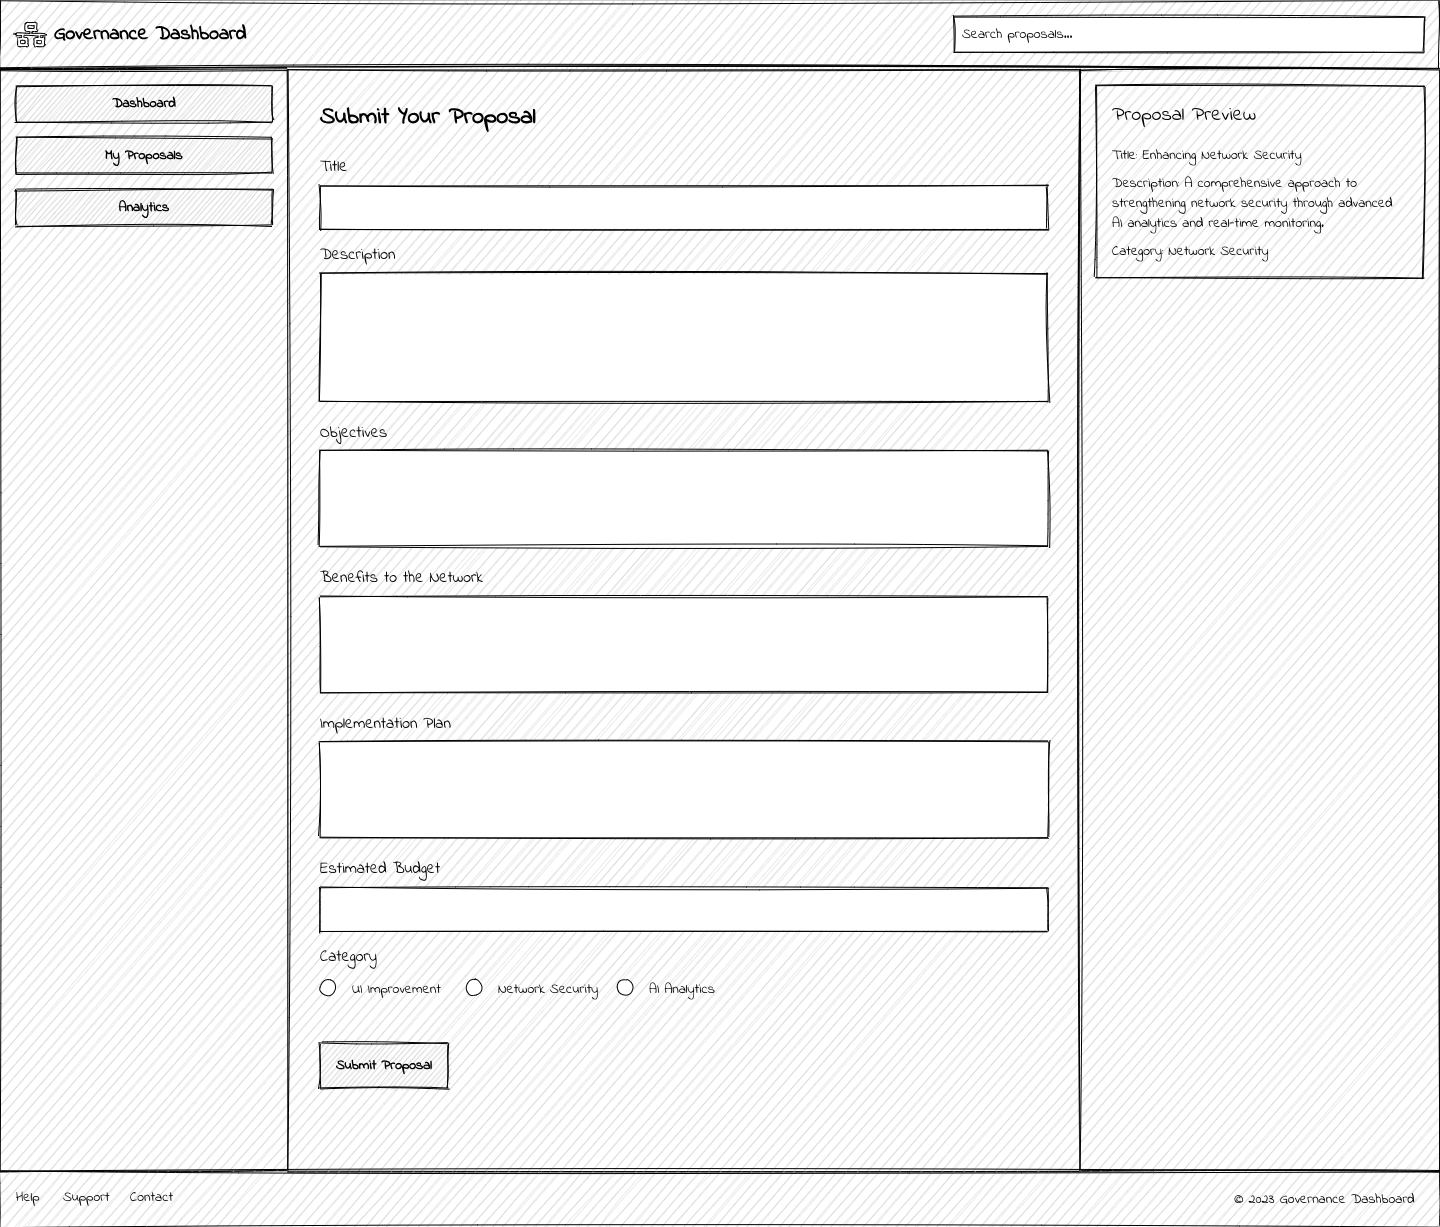 Governance Dashboard
Search proposals...
Dashboard
My Proposals
Analytics
Submit Your Proposal
Title
Description
Objectives
Benefits to the Network
Implementation Plan
Estimated Budget
Category
UI Improvement
Network Security
AI Analytics
Submit Proposal
Proposal Preview
Title: Enhancing Network Security
Description: A comprehensive approach to
strengthening network security through advanced
AI analytics and real-time monitoring.
Category: Network Security
Help Support Contact
© 2023 Governance Dashboard